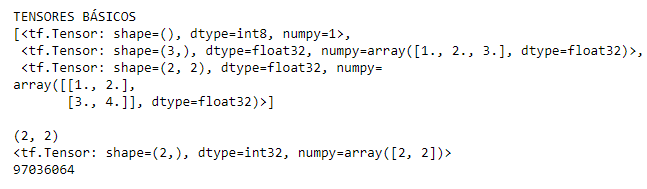 TENSORES BÁSICOS
[<tf.Tensor: shape=(), dtype=int8, numpy=1>,
 <tf.Tensor: shape=(3,), dtype=float32, numpy=array([1., 2., 3.], dtype=float32)>,
 <tf.Tensor: shape=(2, 2), dtype=float32, numpy=
array([[1., 2.],
       [3., 4.]], dtype=float32)>]

(2, 2)
<tf.Tensor: shape=(2,), dtype=int32, numpy=array([2, 2])>
97036064